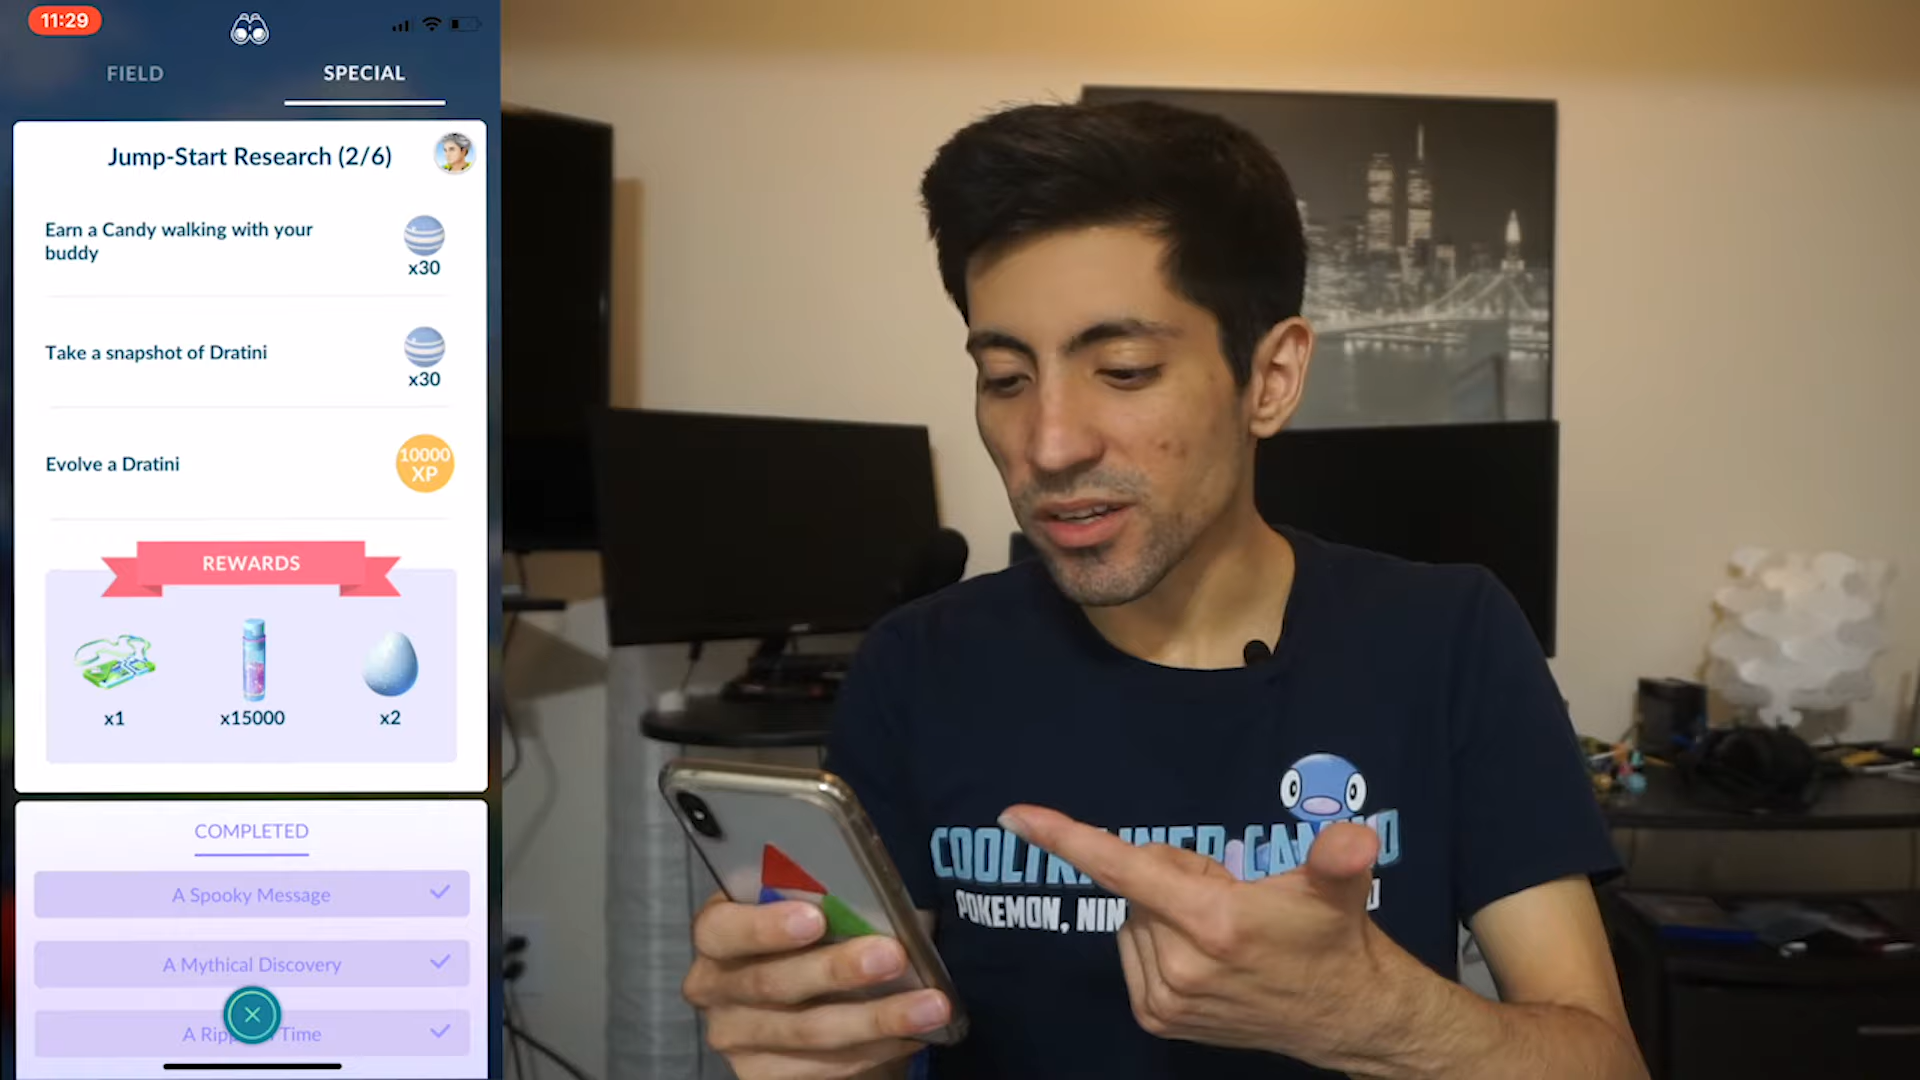 11:29
FIELD
SPECIAL
Jump-Start Research (2/6)
Earn a Candy walking with your
buddy
x30
Take a snapshot of Dratini
x30
Evolve a Dratini
10000
XP
REWARDS
x1
x15000
x2
COMPLETED
A Spooky Message
A Mythical Discovery
Time
POKEMON,